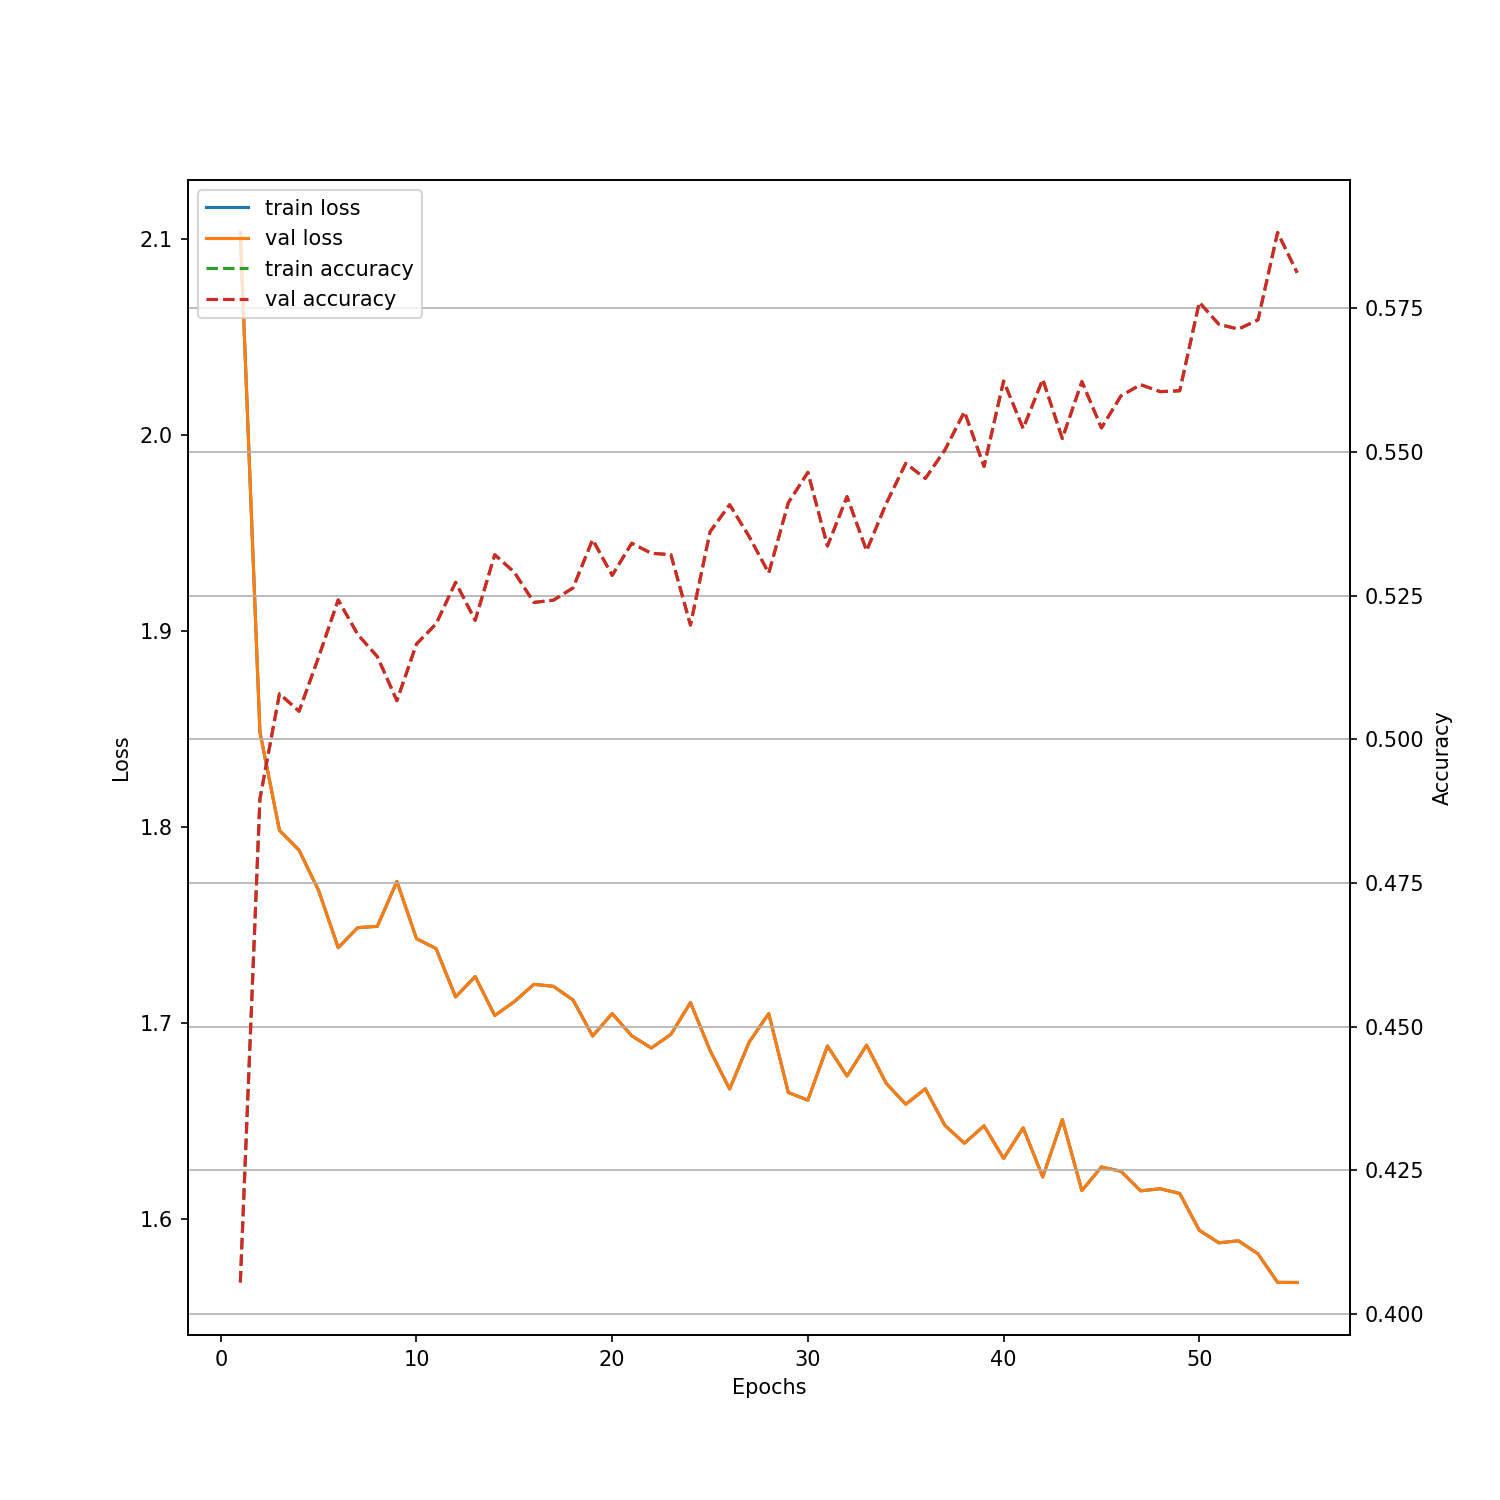 train loss
val loss
train accuracy
val accuracy
2.1
2.0
1.9
1.8
1.7
1.6
Loss
0.575
0.550
0.525
0.500
0.475
0.450
0.425
0.400
Accuracy
0 10 20 30 40 50
Epochs